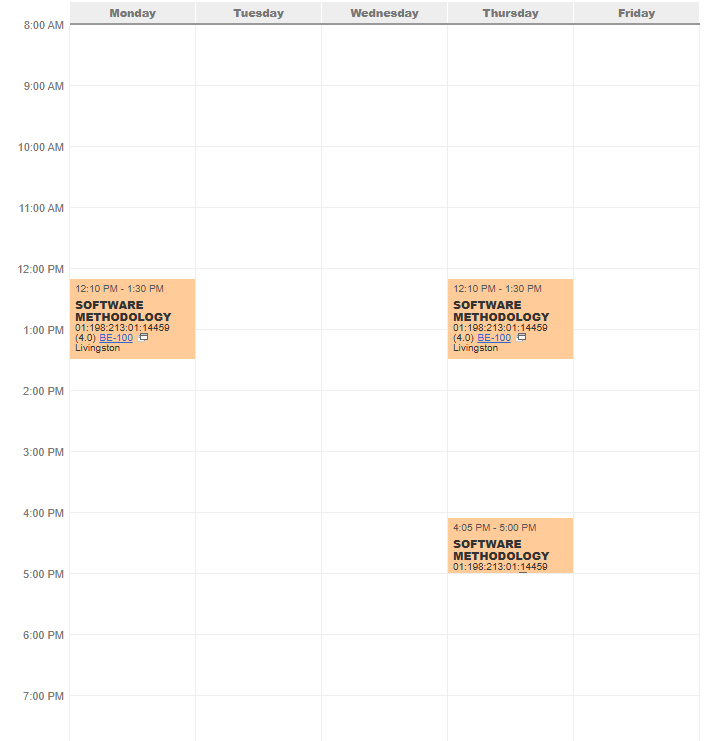 Monday Tuesday Wednesday Thursday Friday
8:00 AM
9:00 AM
10:00 AM
11:00 AM
12:00 PM
12:10 PM - 1:30 PM
SOFTWARE
METHODOLOGY
01:198:213:01:14459
(4.0) BE-100
Livingston
12:10 PM - 1:30 PM
SOFTWARE
METHODOLOGY
01:198:213:01:14459
(4.0) BE-100
Livingston
1:00 PM
2:00 PM
3:00 PM
4:00 PM
4:05 PM - 5:00 PM
SOFTWARE
METHODOLOGY
01:198:213:01:14459
5:00 PM
6:00 PM
7:00 PM